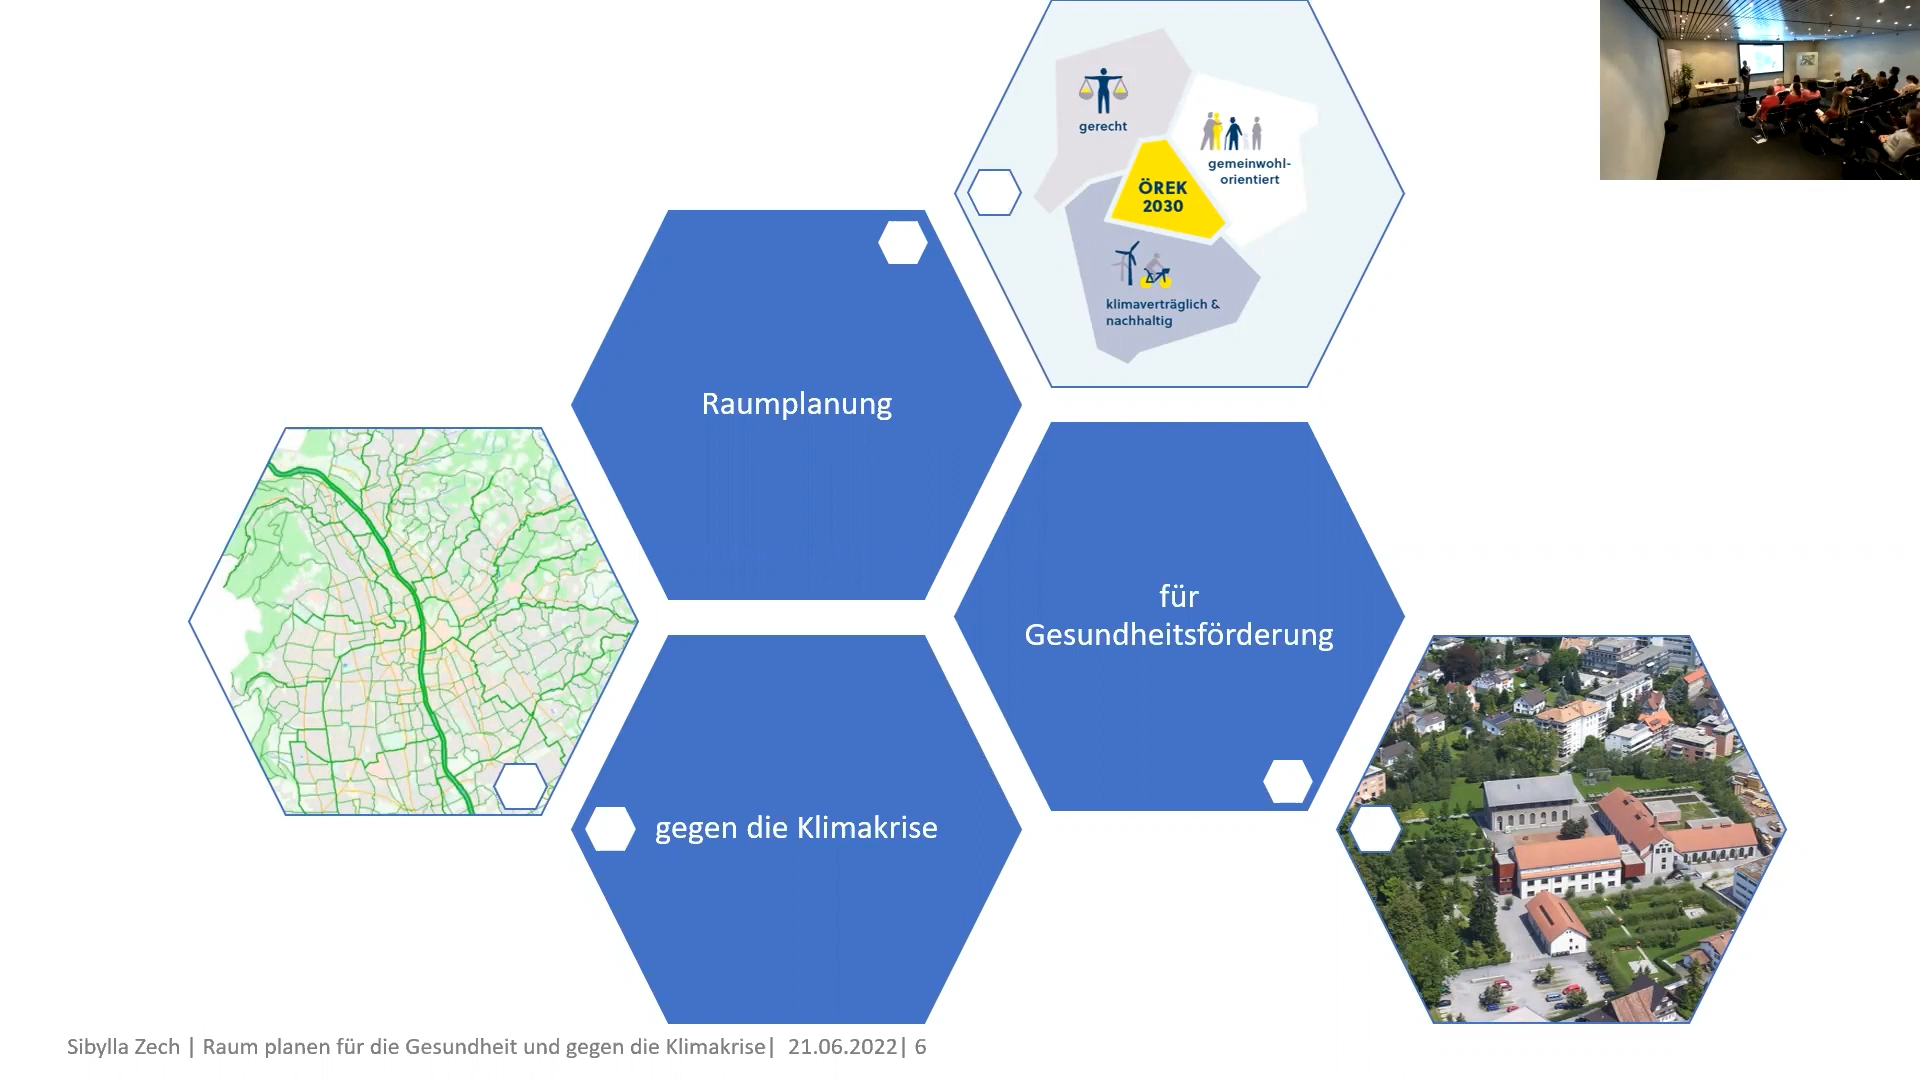 gerecht
gemeinwohl-
orientiert
ÖREK
2030
klimaverträglich &
nachhaltig
Raumplanung
für
Gesundheitsförderung
gegen die Klimakrise
Sibylla Zech | Raum planen für die Gesundheit und gegen die Klimakrise| 21.06.2022| 6